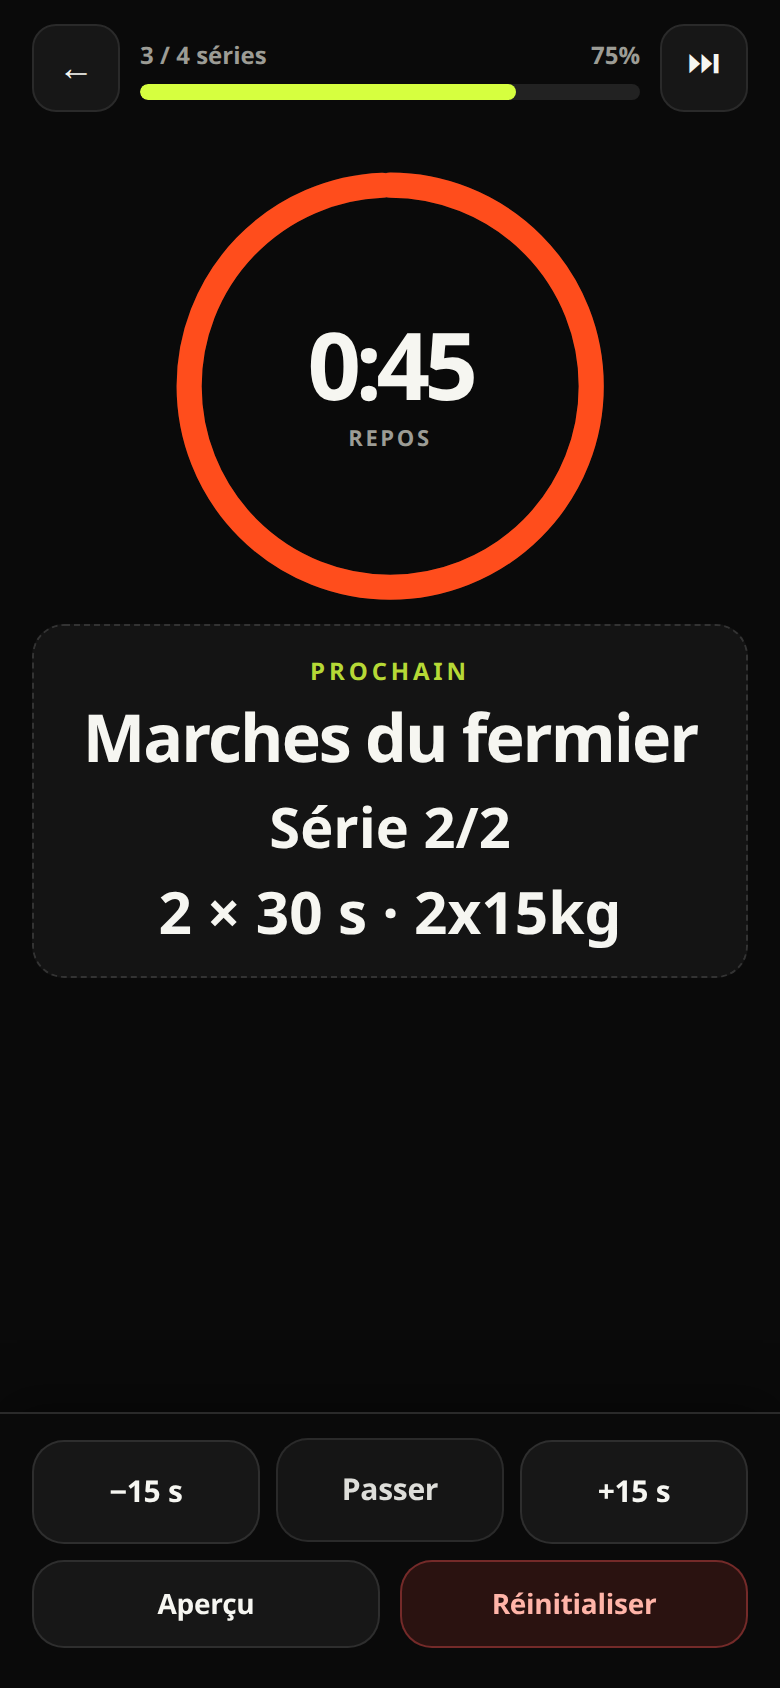 ←
3 / 4 séries
75%
⏭
0:45
REPOS
PROCHAIN
Marches du fermier
Série 2/2
2 × 30 s · 2x15kg
−15 s
Passer
+15 s
Aperçu
Réinitialiser